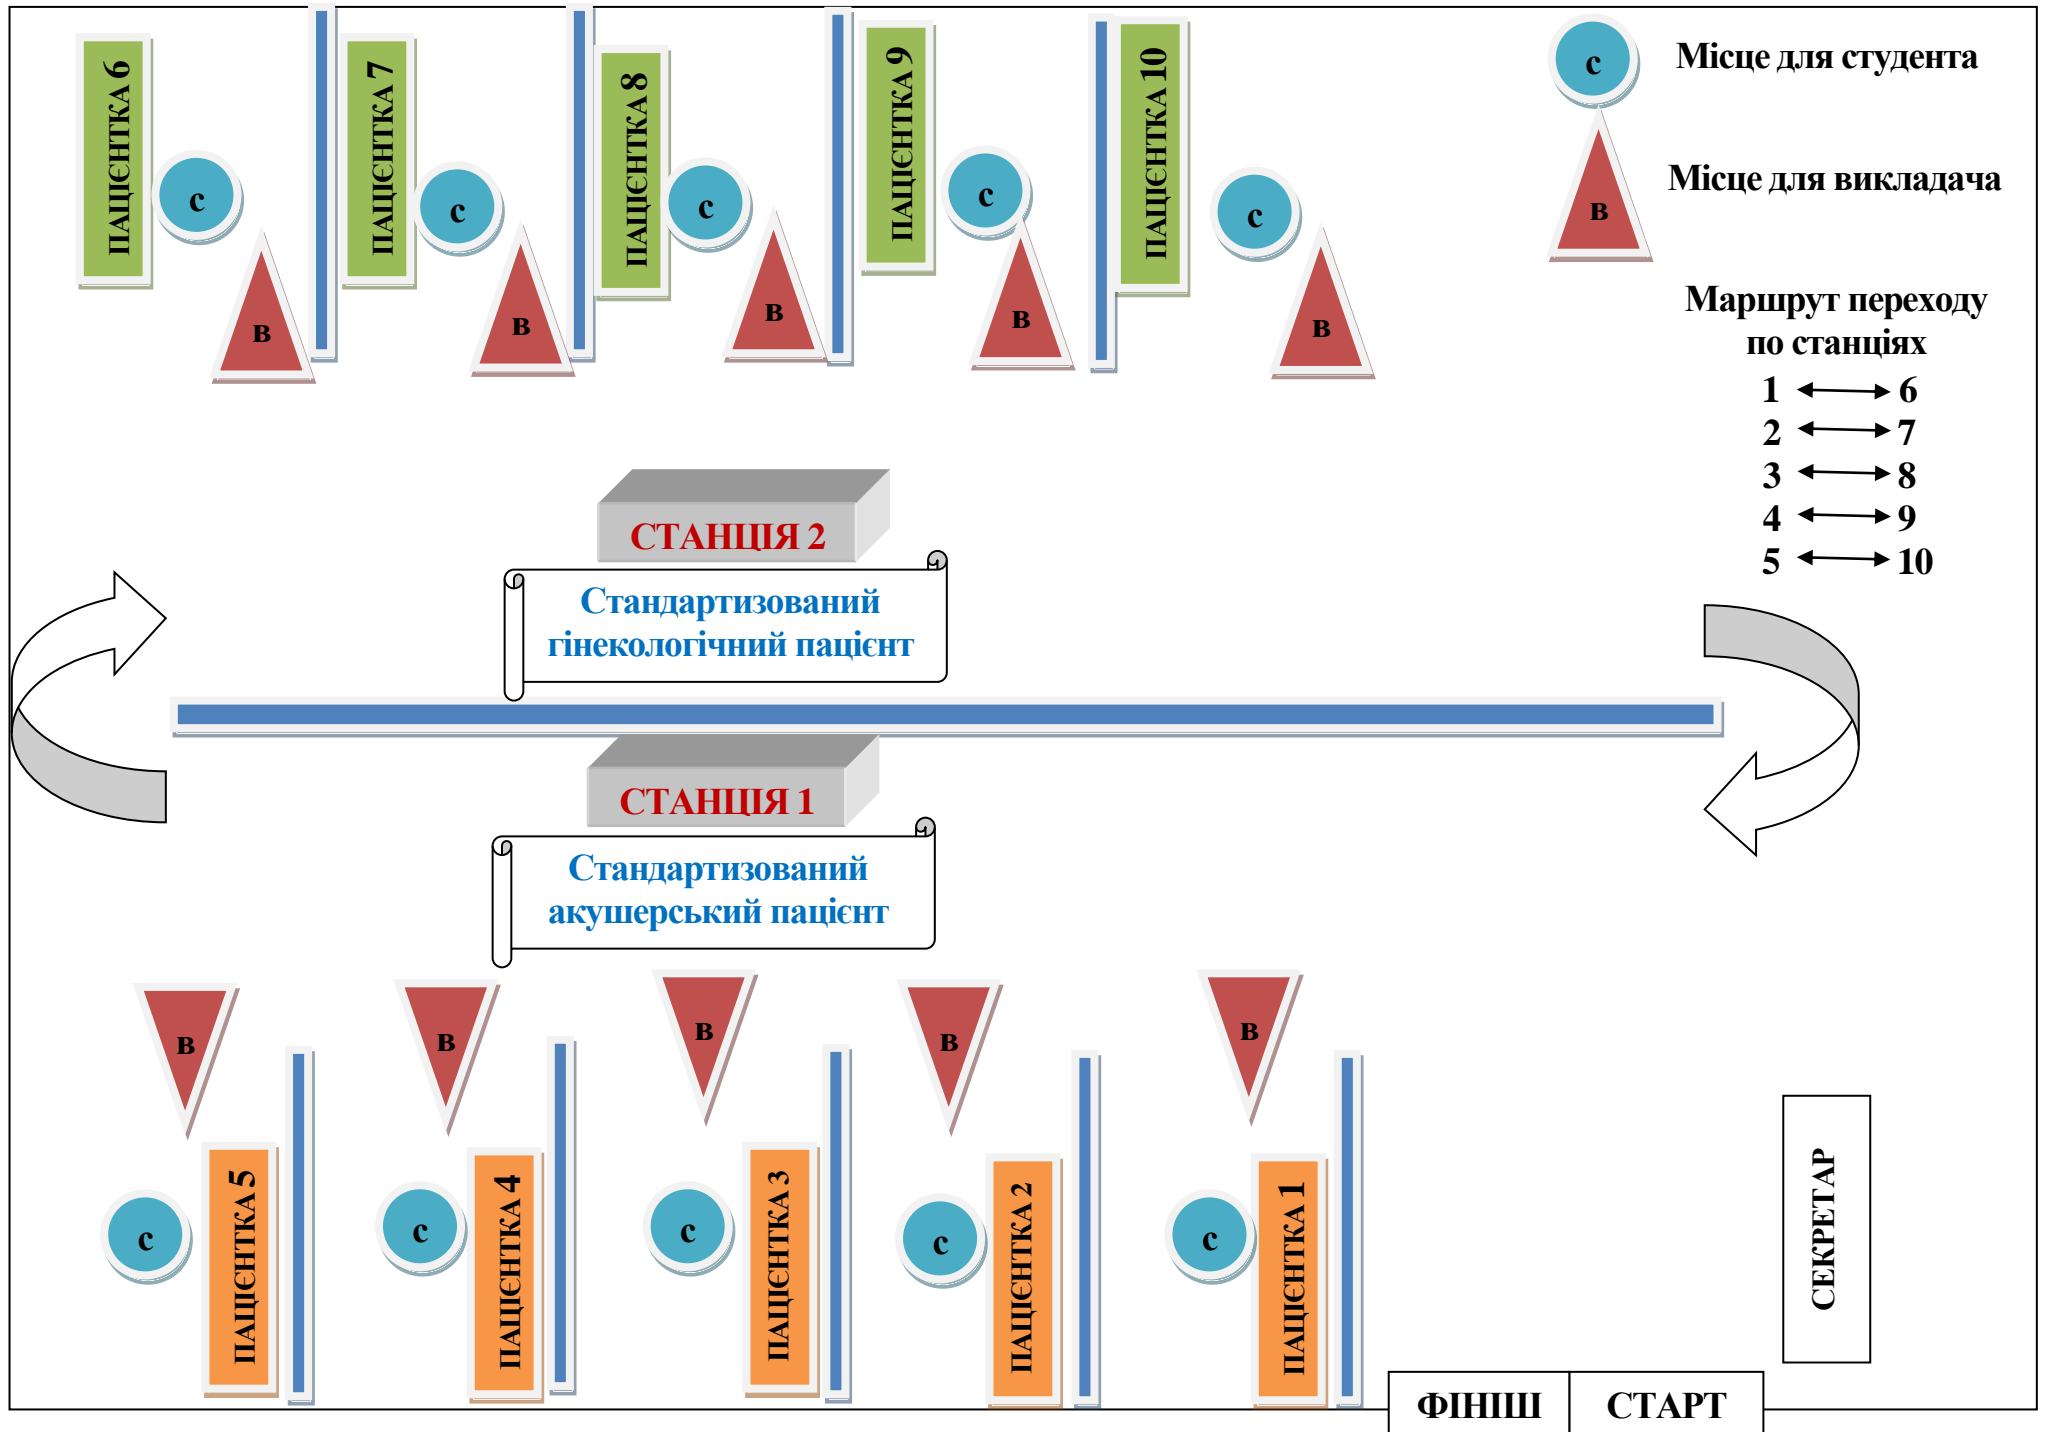 ПАЦІЄНТКА 6
ПАЦІЄНТКА 7
ПАЦІЄНТКА 8
ПАЦІЄНТКА 9
ПАЦІЄНТКА 10
с
с
с
с
с
в
в
в
в
в
с
Місце для студента
в
Місце для викладача
Маршрут переходу
по станціях
1 6
2 7
3 8
4 9
5 10
СТАНЦІЯ 2
Стандартизований
гінекологічний пацієнт
СТАНЦІЯ 1
Стандартизований
акушерський пацієнт
в
в
в
в
в
с
ПАЦІЄНТКА 5
с
ПАЦІЄНТКА 4
с
ПАЦІЄНТКА 3
с
ПАЦІЄНТКА 2
с
ПАЦІЄНТКА 1
СЕКРЕТАР
ФІНІШ
СТАРТ